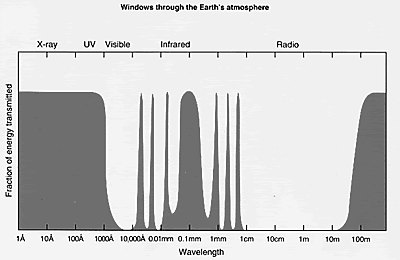 Windows through the Earth's atmosphere
X-ray UV Visible Infrared Radio
Fraction of energy transmitted
1Å 10Å 100Å 1000Å 10,000Å 0.01mm 0.1mm 1mm 1cm 10cm 1m 10m 100m
Wavelength